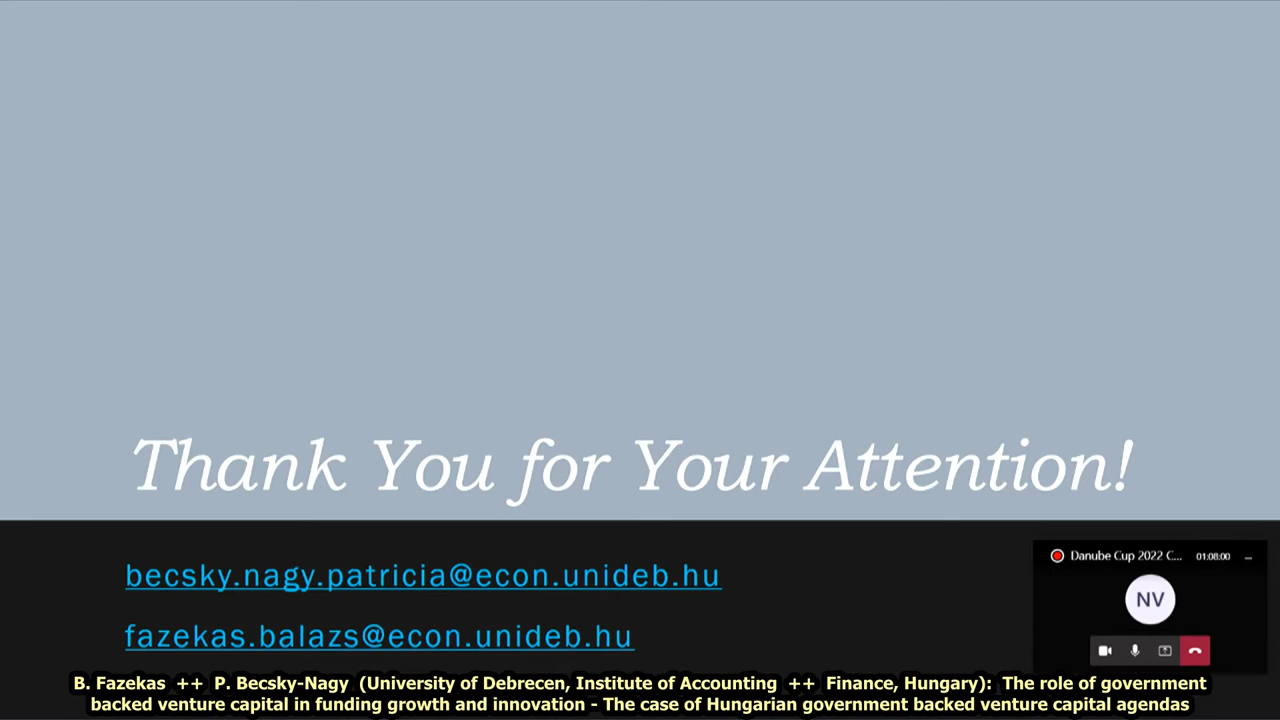 Thank You for Your Attention!
becsky.nagy.patricia@econ.unideb.hu
fazekas.balazs@econ.unideb.hu
Danube Cup 2022 C... 01:08:00
NV
B. Fazekas ++ P. Becsky-Nagy (University of Debrecen, Institute of Accounting ++ Finance, Hungary): The role of government
backed venture capital in funding growth and innovation - The case of Hungarian government backed venture capital agendas